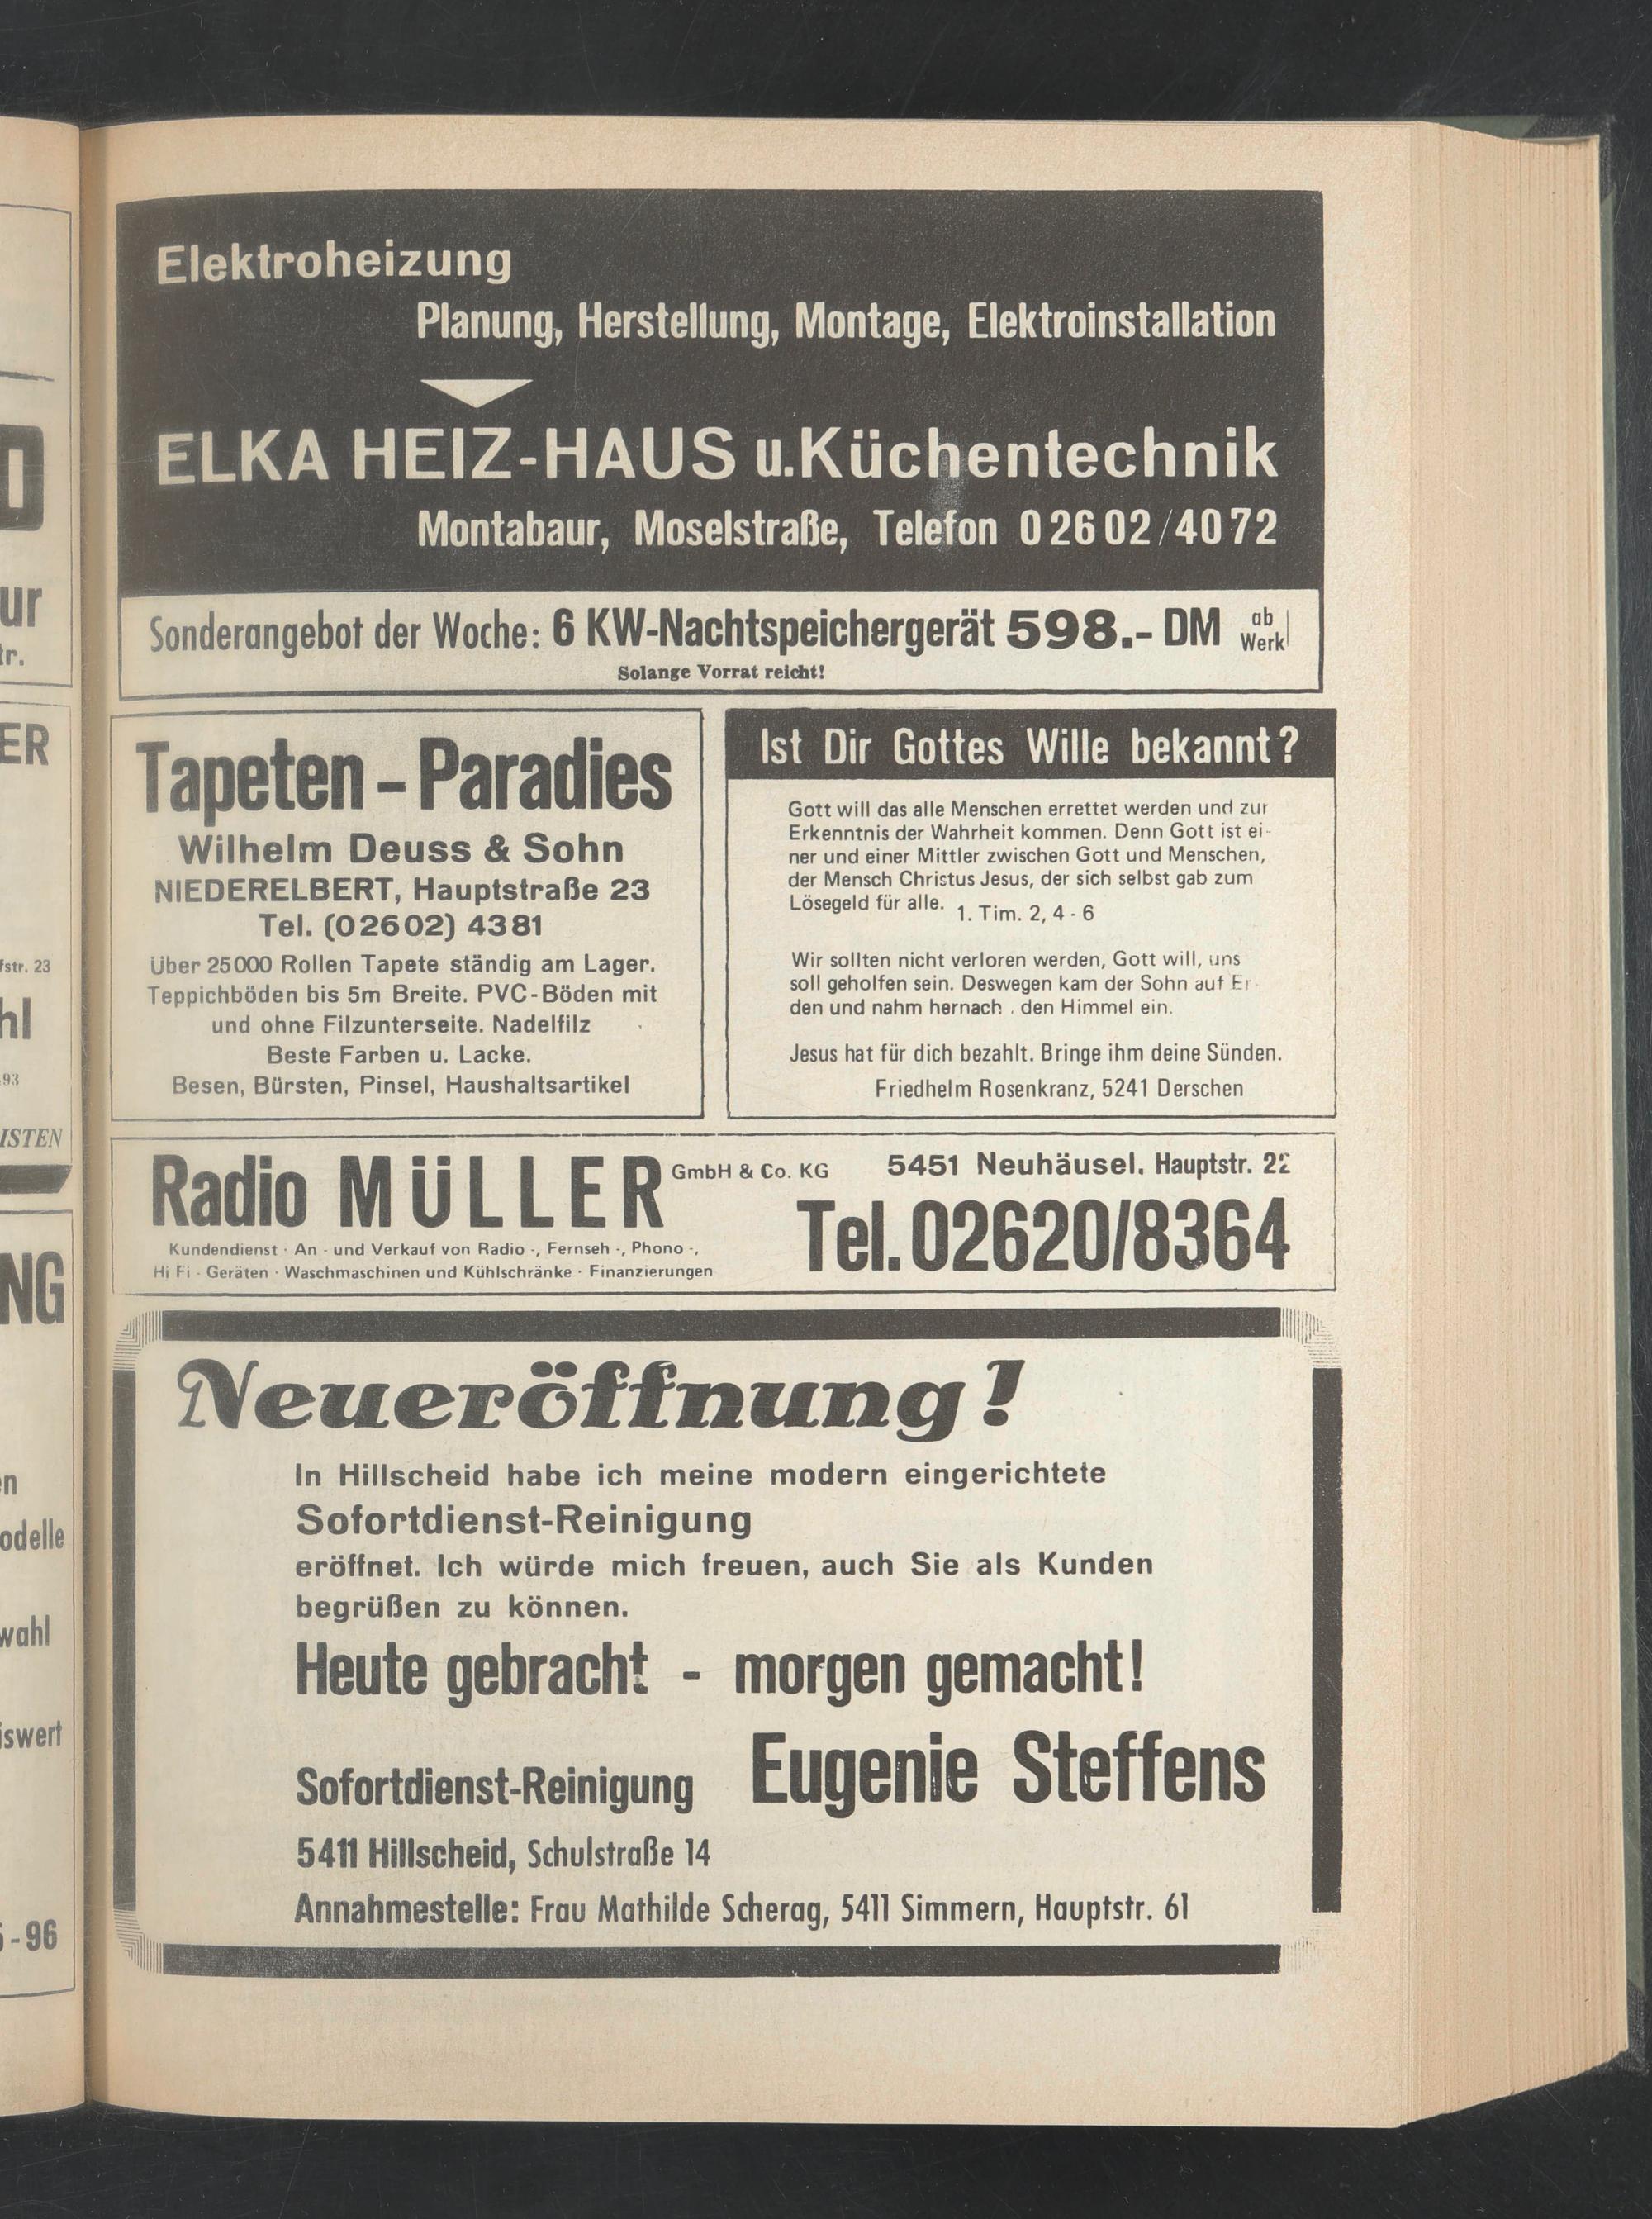 Elektroheizung
Planung, Herstellung, Montage, Elektroinstallation
ELKA HEIZ-HAUS u.Küchentechnik
Montabaur, Moselstraße, Telefon 02602/4072
Sonderangebot der Woche: 6 KW-Nachtspeichergerät 598.- DM ab Werk
Solange Vorrat reicht!
Tapeten - Paradies
Wilhelm Deuss & Sohn
NIEDERELBERT, Hauptstraße 23
Tel. (02602) 4381
Über 25000 Rollen Tapete ständig am Lager.
Teppichböden bis 5m Breite. PVC-Böden mit
und ohne Filzunterseite. Nadelfilz
Beste Farben u. Lacke.
Besen, Bürsten, Pinsel, Haushaltsartikel
Ist Dir Gottes Wille bekannt?
Gott will das alle Menschen errettet werden und zur
Erkenntnis der Wahrheit kommen. Denn Gott ist ei-
ner und einer Mittler zwischen Gott und Menschen,
der Mensch Christus Jesus, der sich selbst gab zum
Lösegeld für alle. 1. Tim. 2, 4 - 6
Wir sollten nicht verloren werden, Gott will, uns
soll geholfen sein. Deswegen kam der Sohn auf Er-
den und nahm hernach . den Himmel ein.
Jesus hat für dich bezahlt. Bringe ihm deine Sünden.
Friedhelm Rosenkranz, 5241 Derschen
Radio MÜLLER GmbH & Co. KG
Kundendienst · An - und Verkauf von Radio -, Fernseh -, Phono -,
Hi Fi - Geräten · Waschmaschinen und Kühlschränke · Finanzierungen
5451 Neuhäusel. Hauptstr. 22
Tel. 02620/8364
Neueröffnung!
In Hillscheid habe ich meine modern eingerichtete
Sofortdienst-Reinigung
eröffnet. Ich würde mich freuen, auch Sie als Kunden
begrüßen zu können.
Heute gebracht - morgen gemacht!
Sofortdienst-Reinigung Eugenie Steffens
5411 Hillscheid, Schulstraße 14
Annahmestelle: Frau Mathilde Scherag, 5411 Simmern, Hauptstr. 61